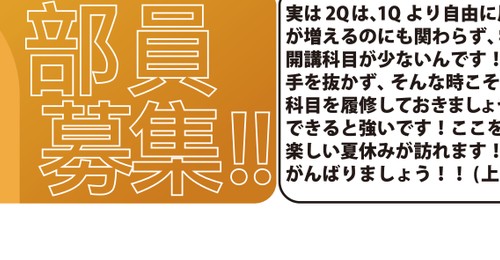 部員
募集!!
実は 2Qは、1Q より自由に
が増えるのにも関わらず、
開講科目が少ないんです！
手を抜かず、そんな時こそ
科目を履修しておきましょ
できると強いです！ここを
楽しい夏休みが訪れます！
がんばりましょう！！ (上